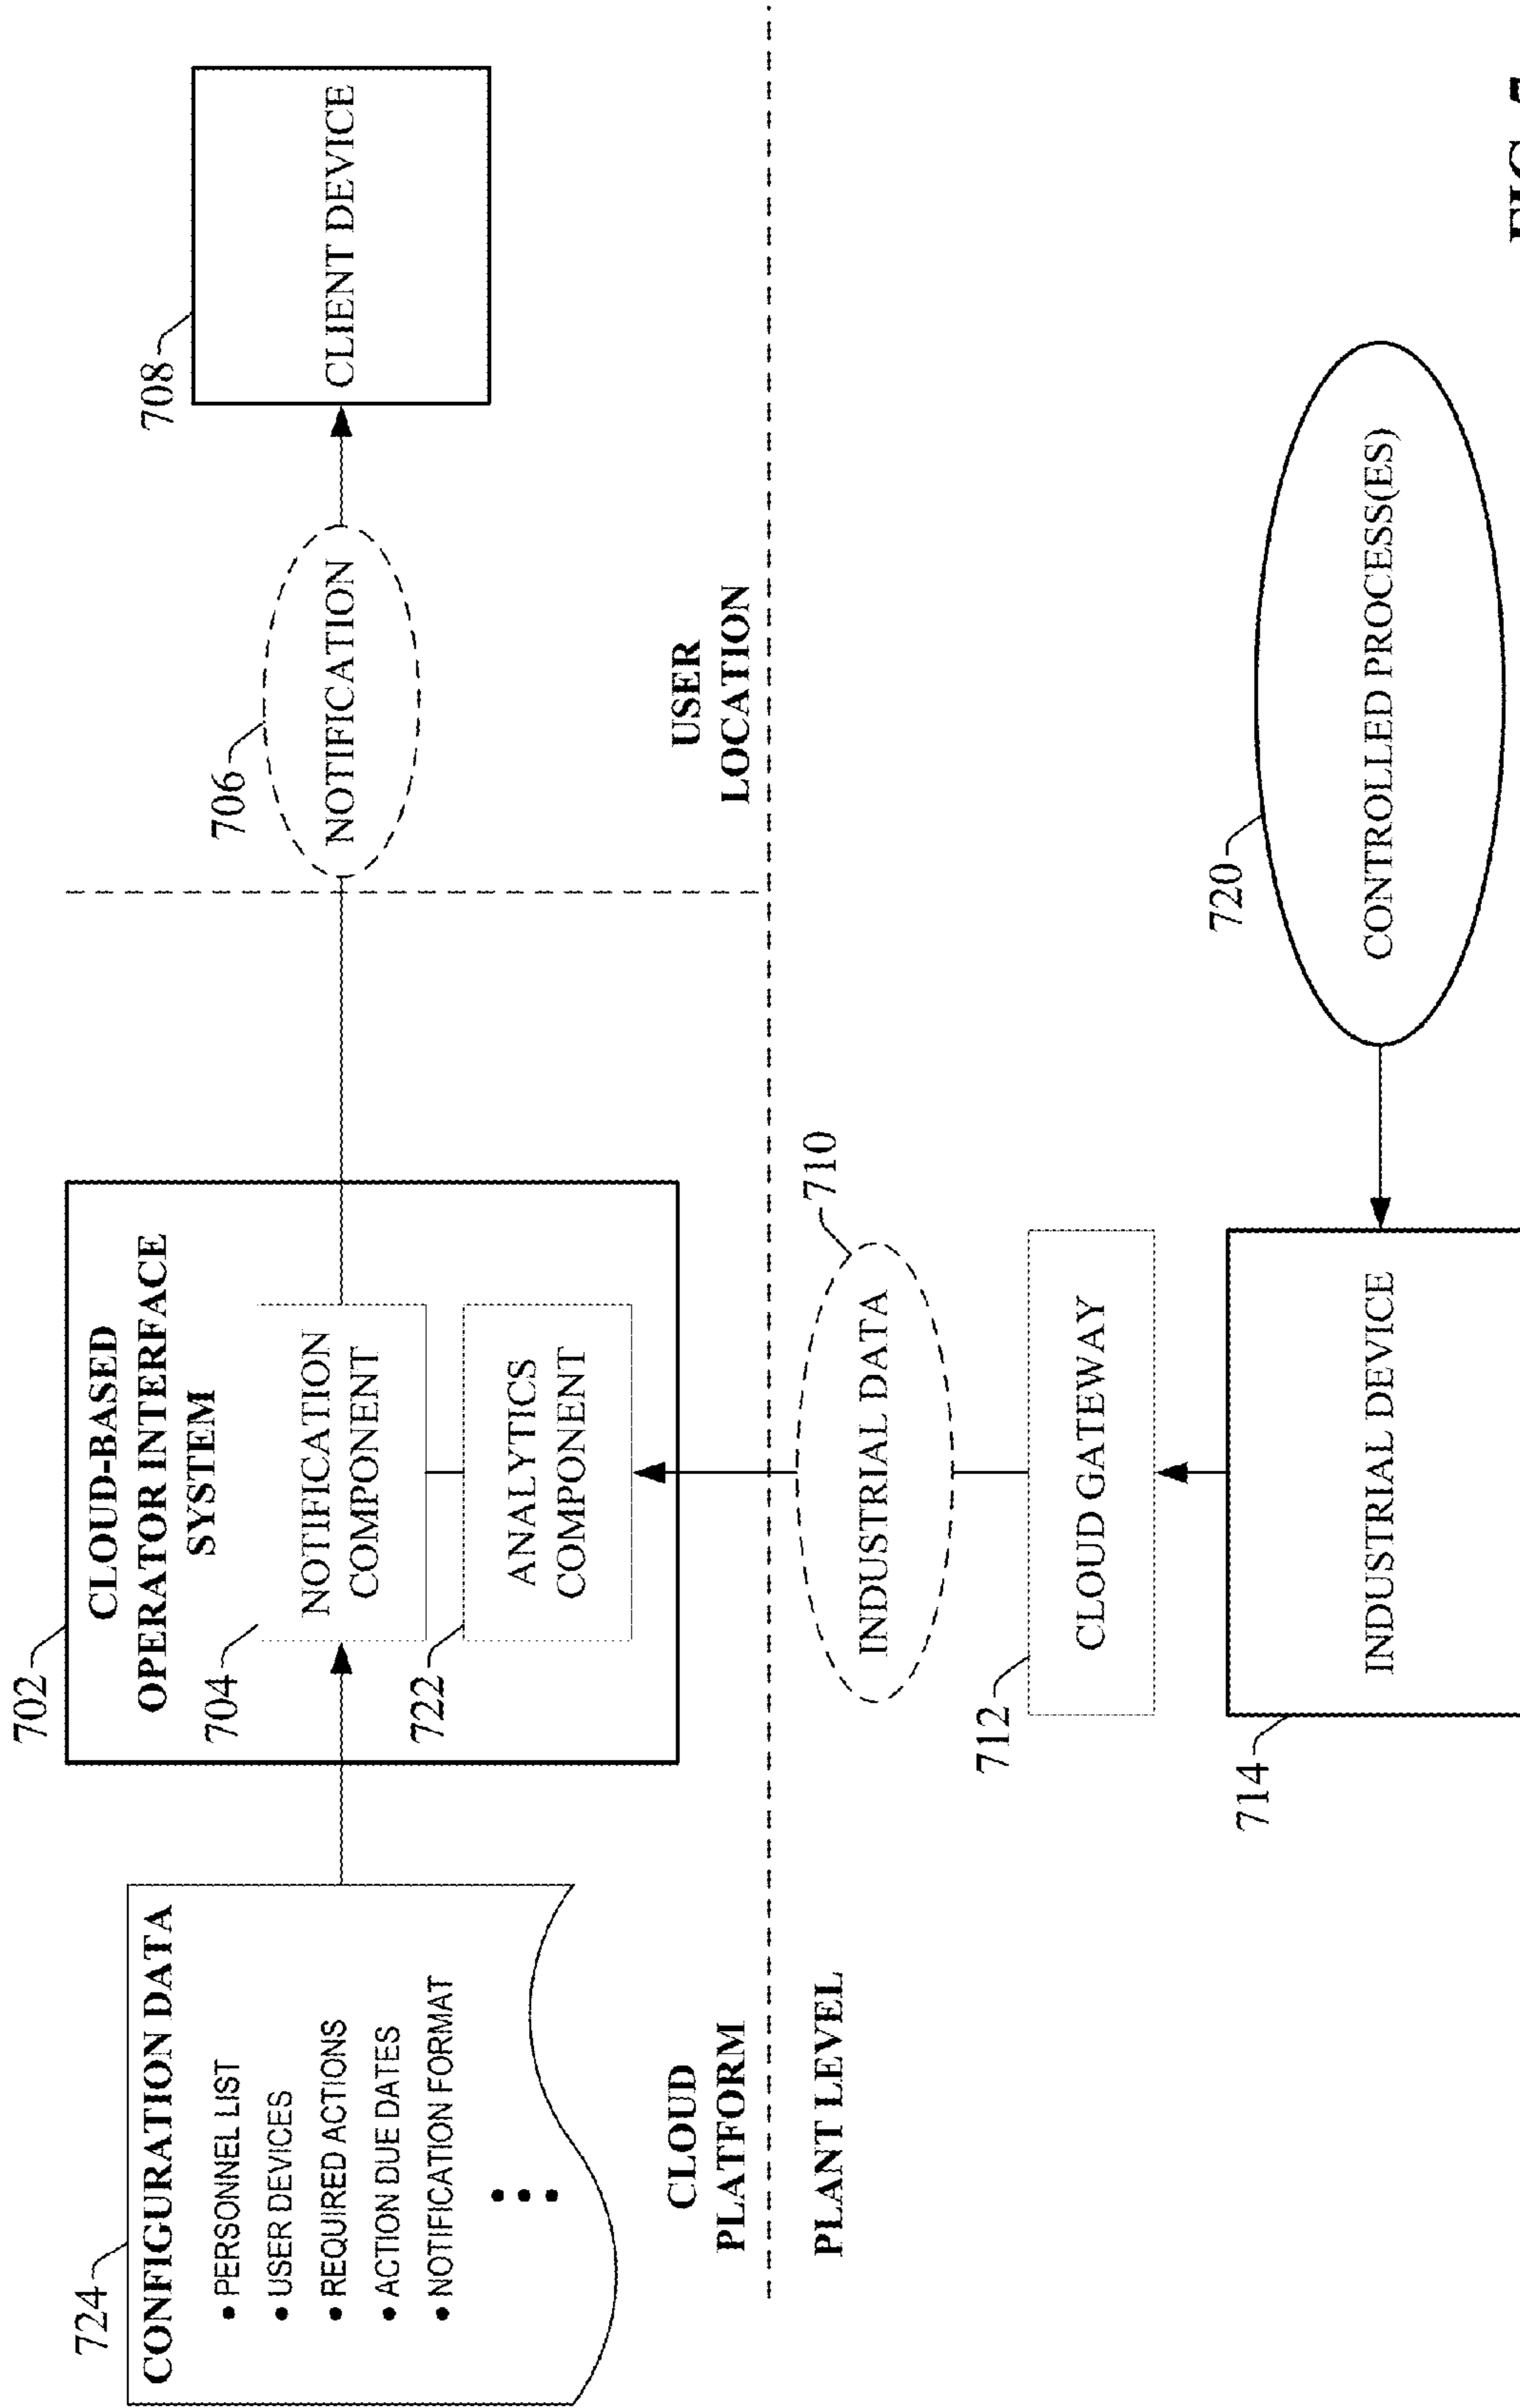 724
CONFIGURATION DATA
• PERSONNEL LIST
• USER DEVICES
• REQUIRED ACTIONS
• ACTION DUE DATES
• NOTIFICATION FORMAT
702
CLOUD-BASED
OPERATOR INTERFACE
SYSTEM
704
NOTIFICATION
COMPONENT
722
ANALYTICS
COMPONENT
706
NOTIFICATION
708
CLIENT DEVICE
CLOUD
PLATFORM
USER
LOCATION
PLANT LEVEL
710
INDUSTRIAL DATA
712
CLOUD GATEWAY
714
INDUSTRIAL DEVICE
720
CONTROLLED PROCESS(ES)